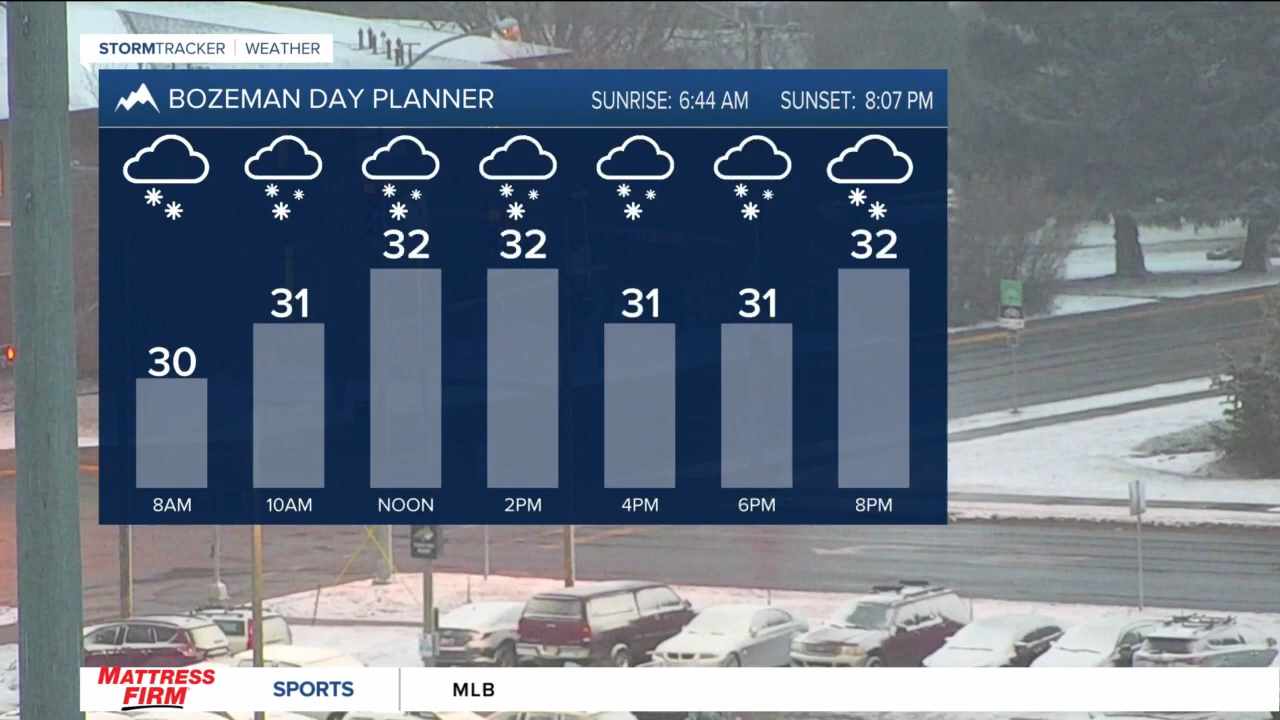 STORMTRACKER | WEATHER
BOZEMAN DAY PLANNER SUNRISE: 6:44 AM SUNSET: 8:07 PM
30 31 32 32 31 31 32
8AM 10AM NOON 2PM 4PM 6PM 8PM
MATTRESS
FIRM
SPORTS MLB